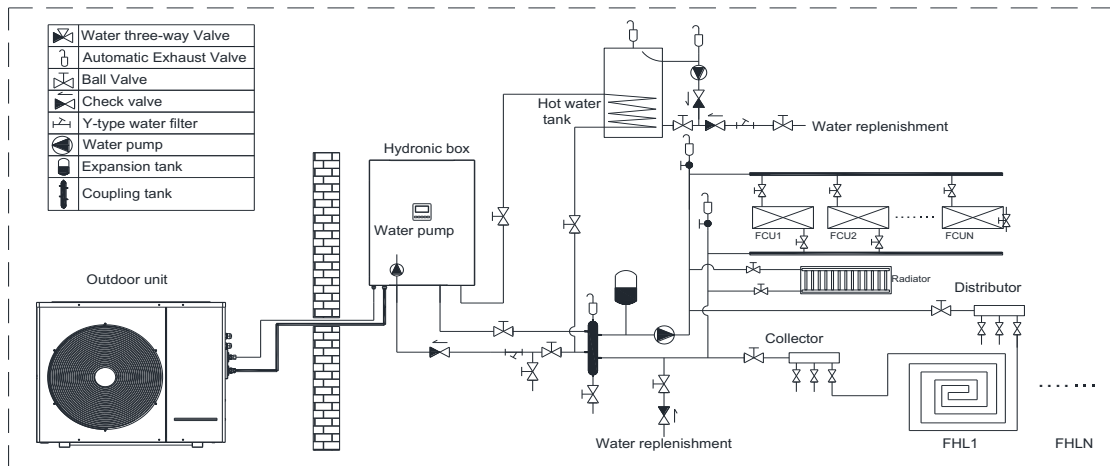 Water three-way Valve
Automatic Exhaust Valve
Ball Valve
Check valve
Y-type water filter
Water pump
Expansion tank
Coupling tank
Hot water
tank
Water replenishment
Hydronic box
Water pump
FCU1
FCU2
FCUN
Outdoor unit
Radiator
Distributor
Collector
Water replenishment
FHL1
FHLN